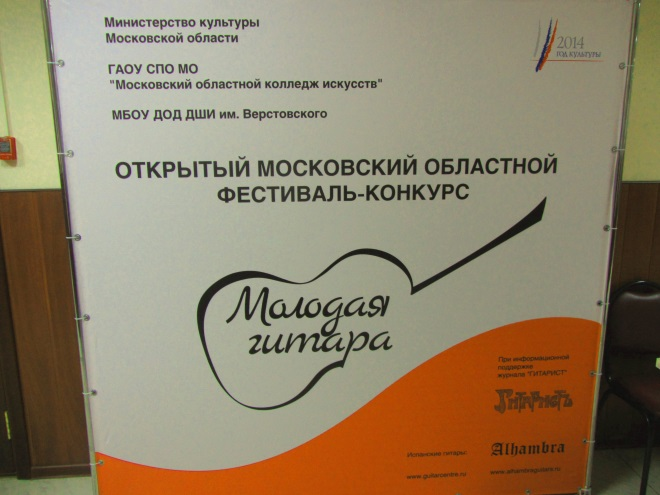 Министерство культуры
Московской области
2014
ГОД КУЛЬТУРЫ
ГАОУ СПО МО
"Московский областной колледж искусств"
МБОУ ДОД ДШИ им. Верстовского
ОТКРЫТЫЙ МОСКОВСКИЙ ОБЛАСТНОЙ
ФЕСТИВАЛЬ-КОНКУРС
Молодая
гитара
При информационной
поддержке
журнала "ГИТАРИСТ"
Гитаристъ
Испанские гитары:
Alhambra
www.guitarcentre.ru
www.alhambraguitare.ru